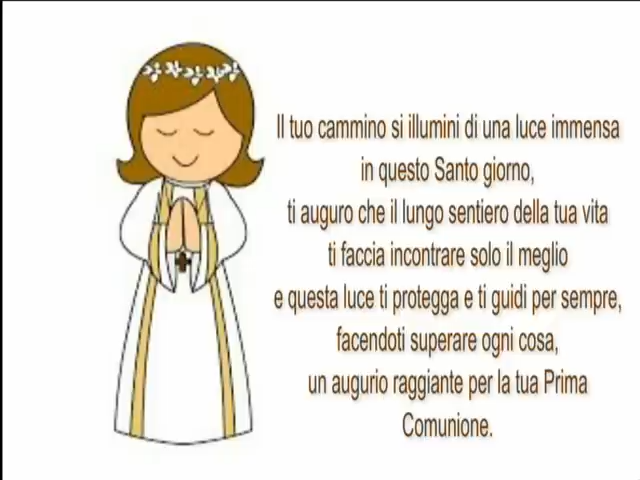 Il tuo cammino si illumini di una luce immensa
in questo Santo giorno,
ti auguro che il lungo sentiero della tua vita
ti faccia incontrare solo il meglio
e questa luce ti protegga e ti guidi per sempre,
facendoti superare ogni cosa,
un augurio raggiante per la tua Prima
Comunione.